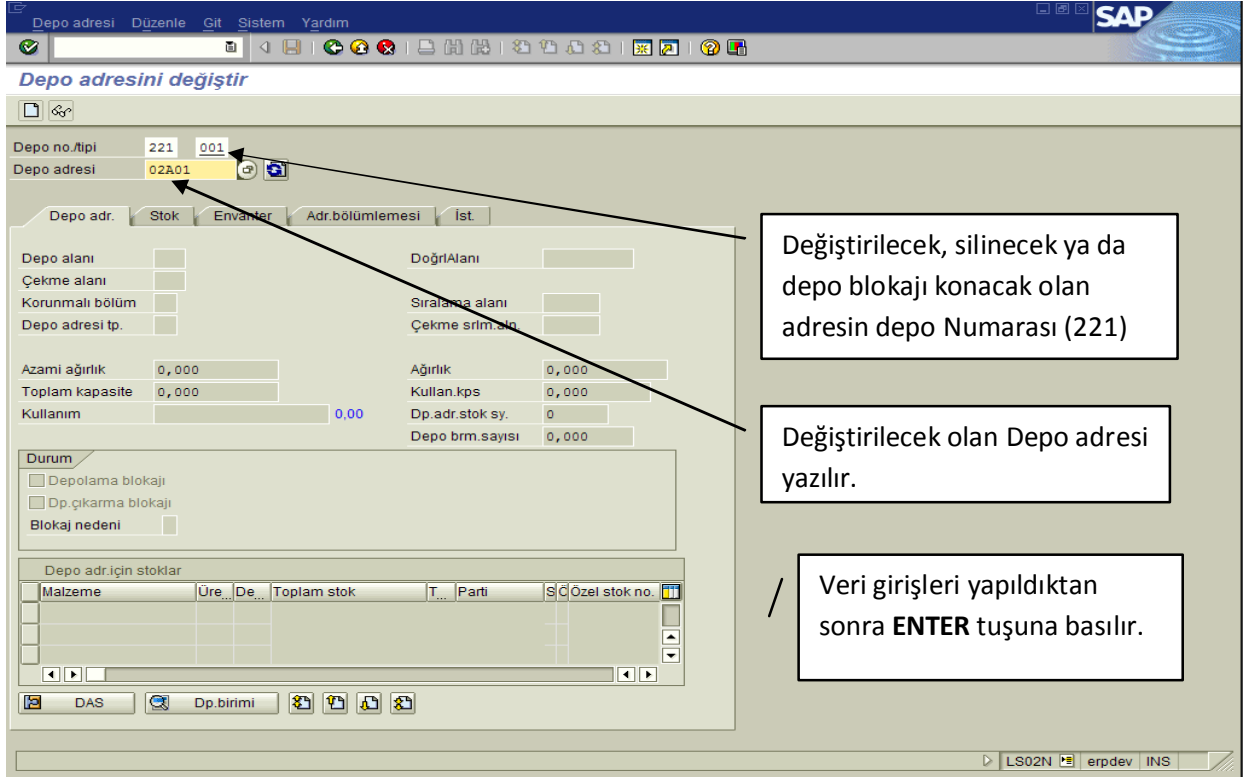 Depo adresi Düzenle Git Sistem Yardım
SAP
Depo adresini değiştir
Depo no./tipi 221 001
Depo adresi 02A01
Depo adr. Stok Envanter Adr.bölümlemesi İst.
Depo alanı DoğrlAlanı
Çekme alanı
Korunmalı bölüm Sıralama alanı
Depo adresi tp. Çekme srlm.aln.
Azami ağırlık 0,000 Ağırlık 0,000
Toplam kapasite 0,000 Kullan.kps 0,000
Kullanım 0,00 Dp.adr.stok sy. 0
Depo brm.sayısı 0,000
Durum
Depolama blokajı
Dp.çıkarma blokajı
Blokaj nedeni
Depo adr.için stoklar
Malzeme Üre... De... Toplam stok T... Parti S Ö Özel stok no.
DAS Dp.birimi
LS02N erpdev INS
Değiştirilecek, silinecek ya da
depo blokajı konacak olan
adresin depo Numarası (221)
Değiştirilecek olan Depo adresi
yazılır.
Veri girişleri yapıldıktan
sonra ENTER tuşuna basılır.